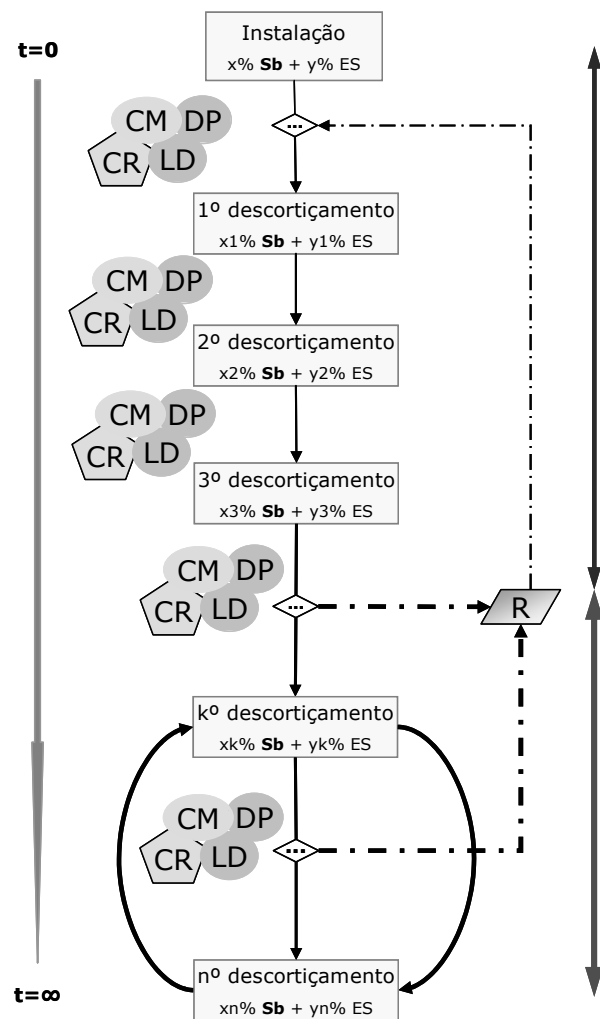 t=0
Instalação
x% Sb + y% ES
...
CM DP
CR LD
1º descortiçamento
x1% Sb + y1% ES
CM DP
CR LD
2º descortiçamento
x2% Sb + y2% ES
CM DP
CR LD
3º descortiçamento
x3% Sb + y3% ES
CM DP
CR LD
...
R
kº descortiçamento
xk% Sb + yk% ES
CM DP
CR LD
...
nº descortiçamento
xn% Sb + yn% ES
t=∞